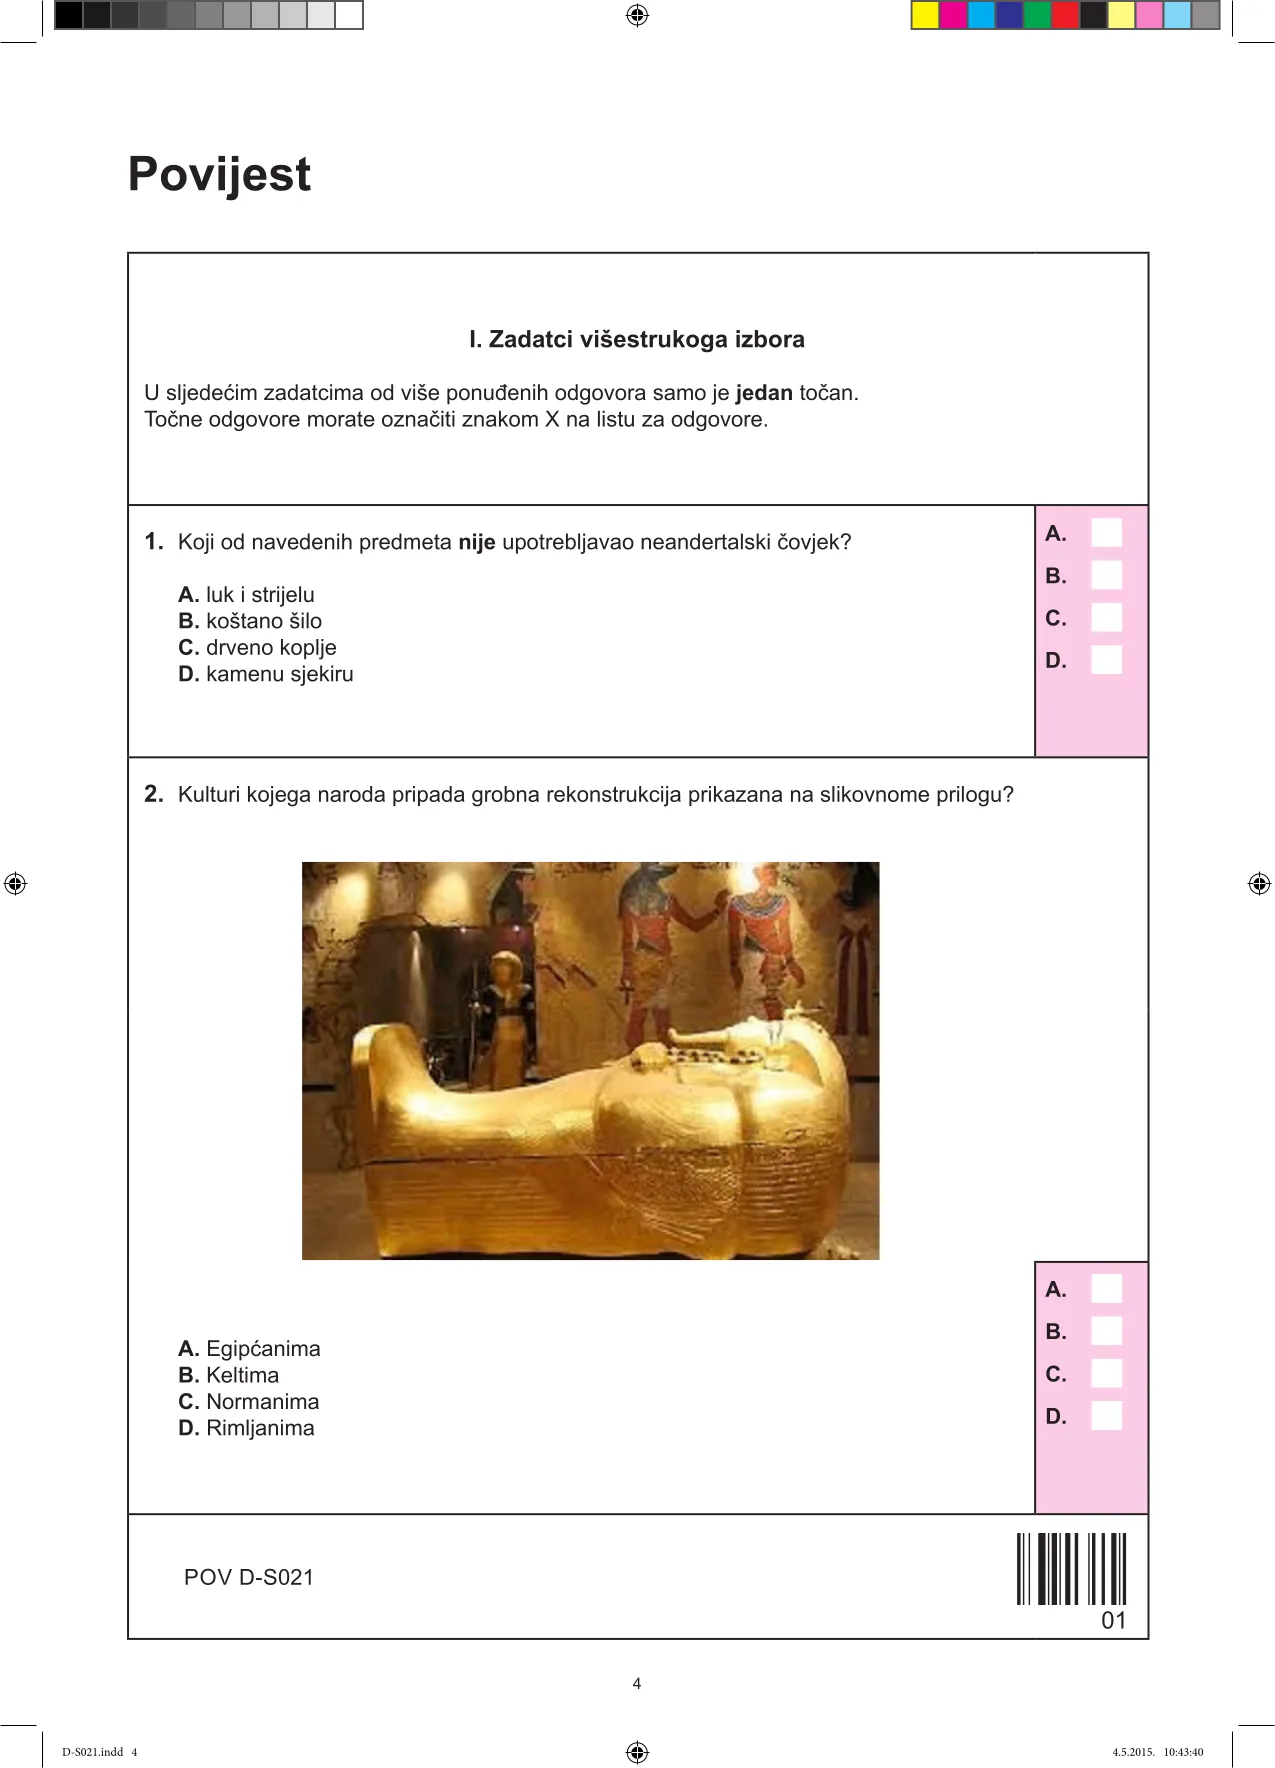 Povijest
I. Zadatci višestrukoga izbora
U sljedećim zadatcima od više ponuđenih odgovora samo je jedan točan.
Točne odgovore morate označiti znakom X na listu za odgovore.
1. Koji od navedenih predmeta nije upotrebljavao neandertalski čovjek?
A. luk i strijelu
B. koštano šilo
C. drveno koplje
D. kamenu sjekiru
A.
B.
C.
D.
2. Kulturi kojega naroda pripada grobna rekonstrukcija prikazana na slikovnome prilogu?
A. Egipćanima
B. Keltima
C. Normanima
D. Rimljanima
A.
B.
C.
D.
POV D-S021
01
4
D-S021.indd 4
4.5.2015. 10:43:40